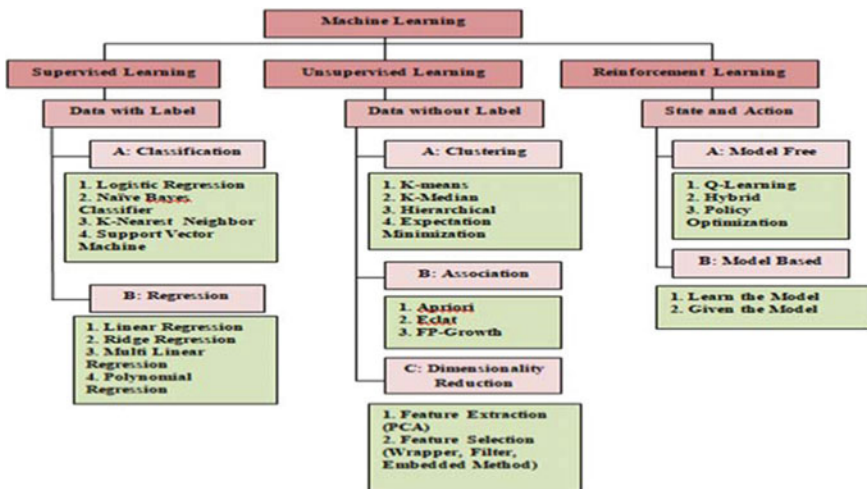 Machine Learning
Supervised Learning
Data with Label
A: Classification
1. Logistic Regression
2. Naïve Bayes
Classifier
3. K-Nearest Neighbor
4. Support Vector
Machine
B: Regression
1. Linear Regression
2. Ridge Regression
3. Multi Linear
Regression
4. Polynomial
Regression
Unsupervised Learning
Data without Label
A: Clustering
1. K-means
2. K-Median
3. Hierarchical
4. Expectation
Minimization
B: Association
1. Apriori
2. Eclat
3. FP-Growth
C: Dimensionality
Reduction
1. Feature Extraction
(PCA)
2. Feature Selection
(Wrapper, Filter,
Embedded Method)
Reinforcement Learning
State and Action
A: Model Free
1. Q-Learning
2. Hybrid
3. Policy
Optimization
B: Model Based
1. Learn the Model
2. Given the Model